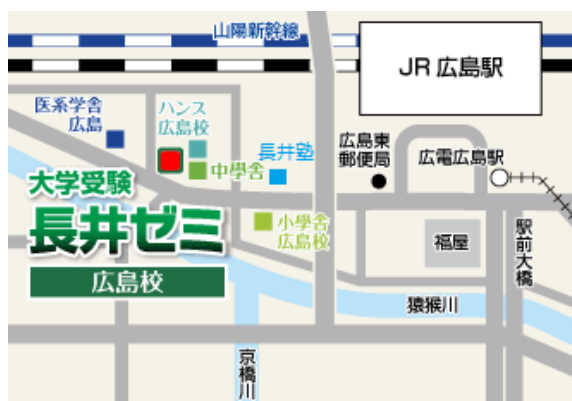 山陽新幹線
JR 広島駅
医系学舎
広島
ハンス
広島校
中學舎
長井塾
広島東
郵便局
広電広島駅
大学受験
長井ゼミ
広島校
小學舎
広島校
福屋
駅前大橋
猿猴川
京橋川